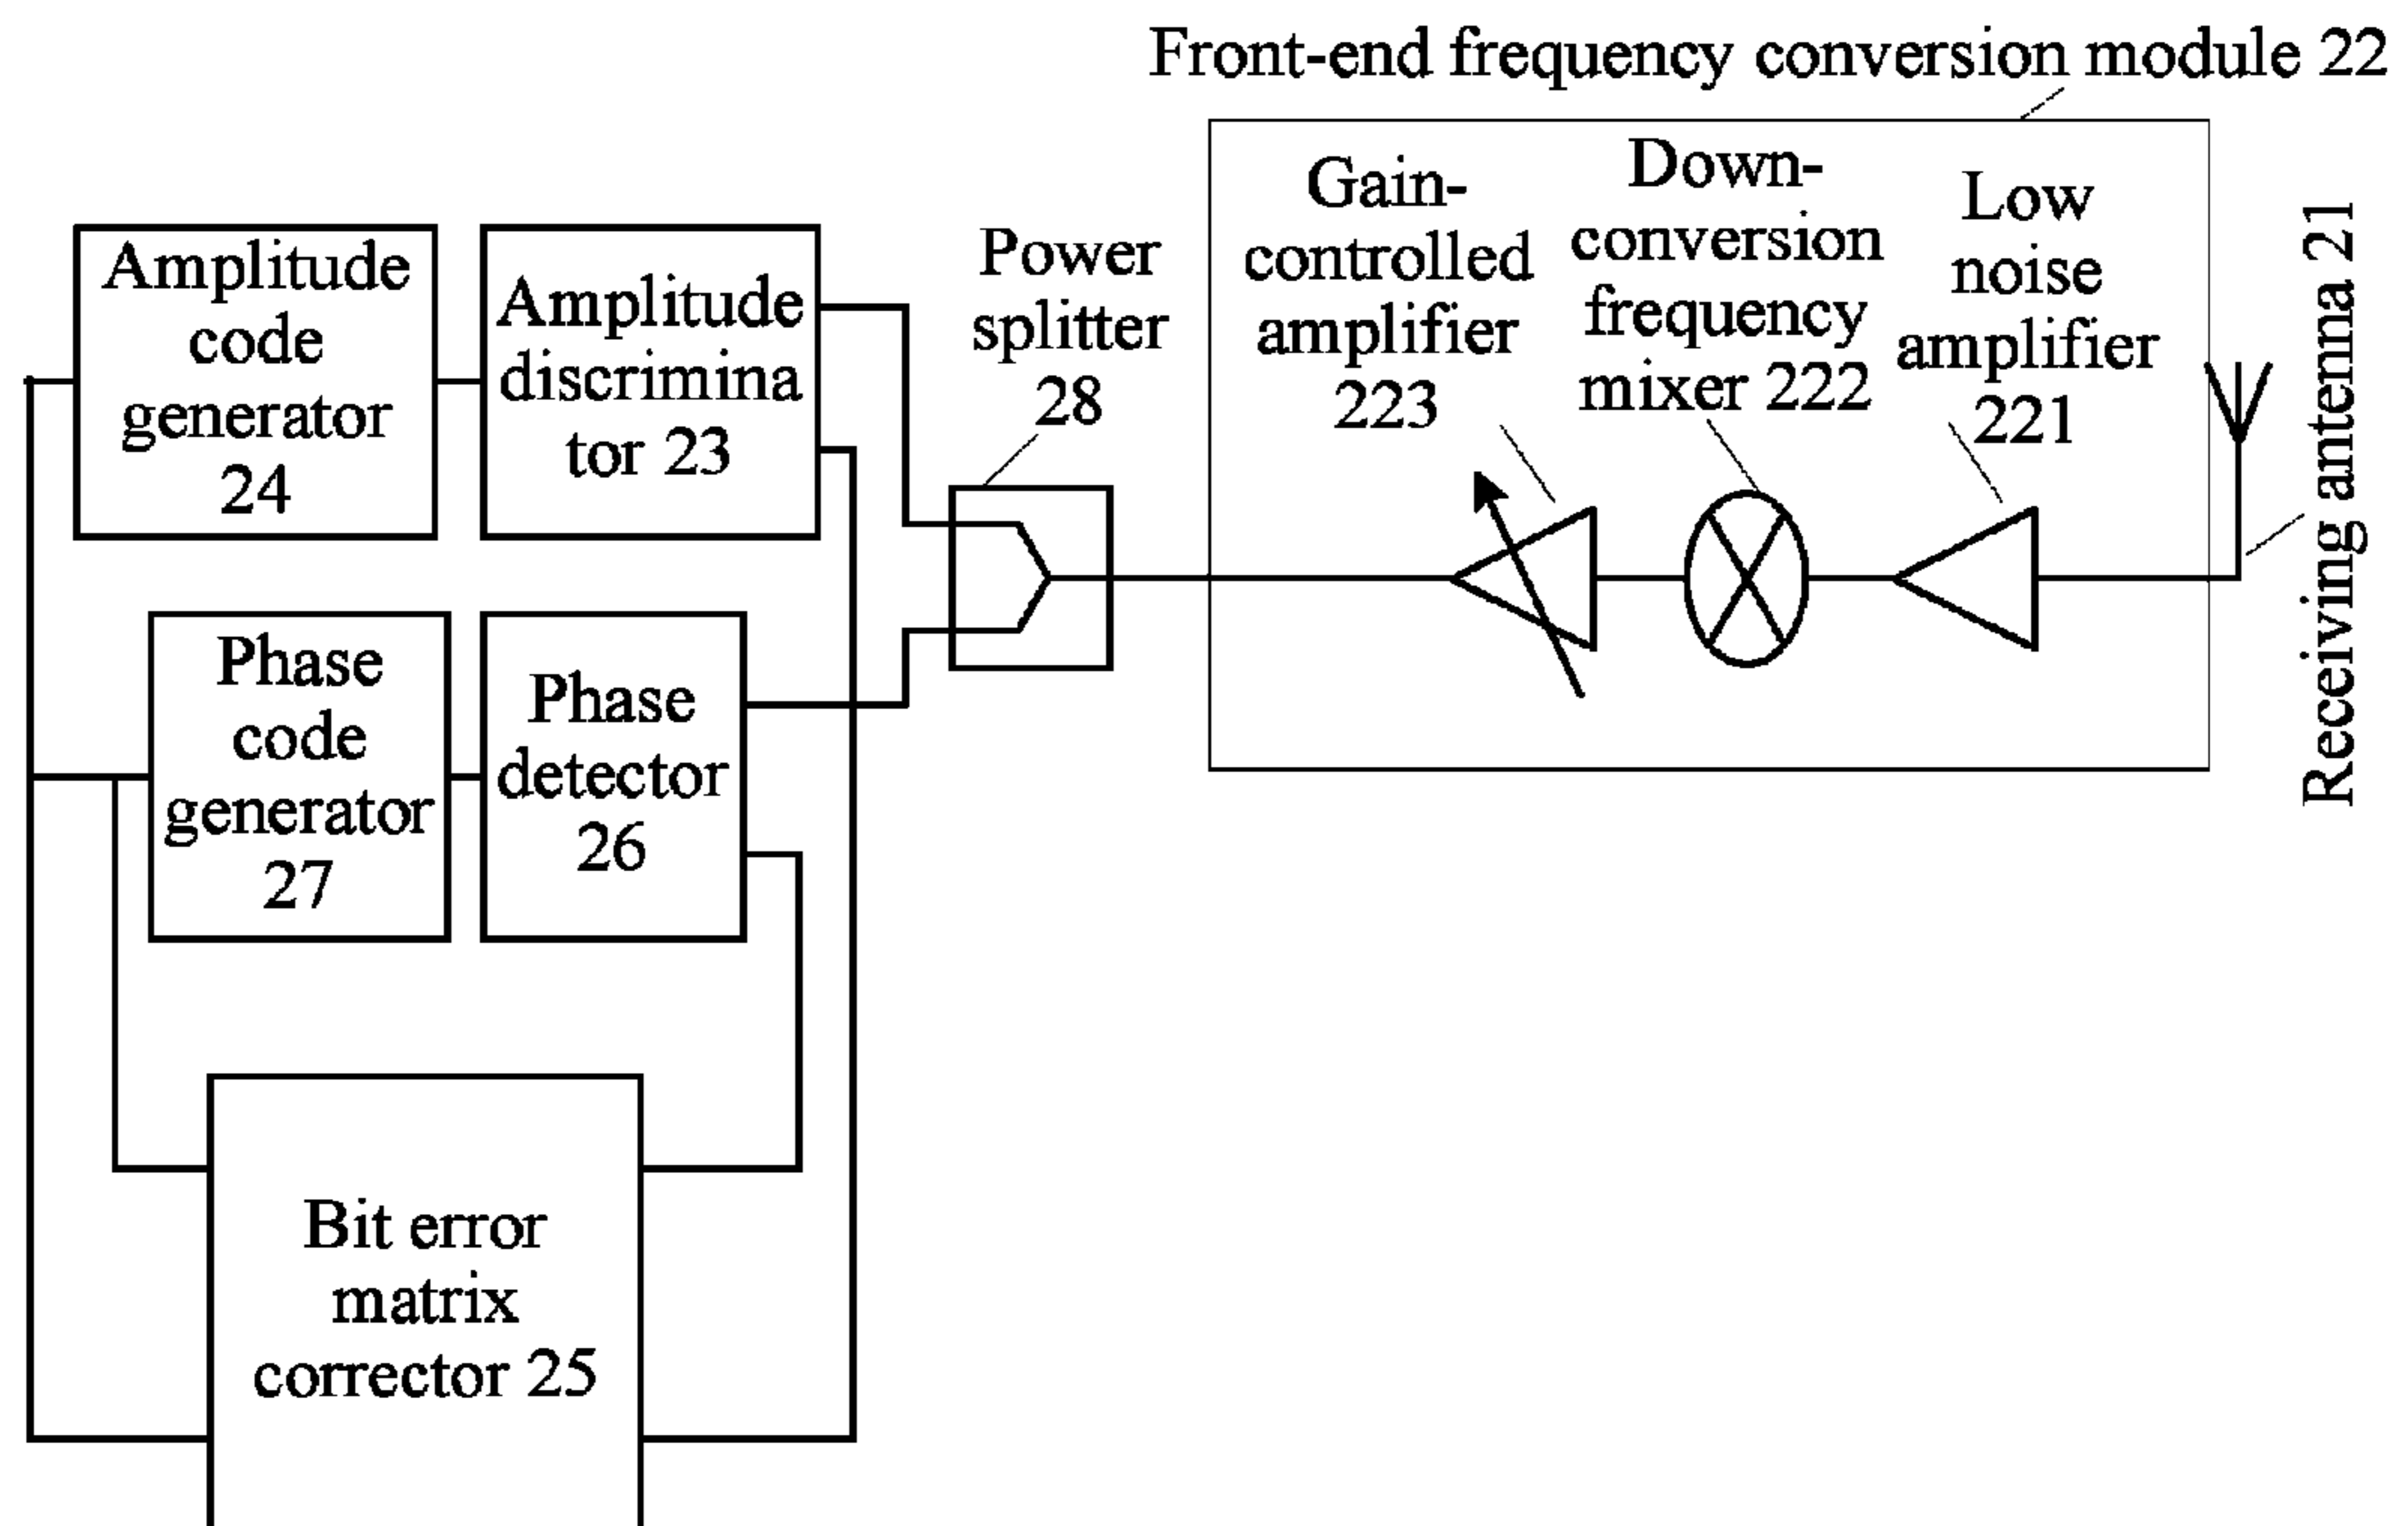 Front-end frequency conversion module 22
Gain-
controlled
amplifier
223
Down-
conversion
frequency
mixer 222
Low
noise
amplifier
221
Receiving antenna 21
Power
splitter
28
Amplitude
code
generator
24
Amplitude
discrimina
tor 23
Phase
code
generator
27
Phase
detector
26
Bit error
matrix
corrector 25